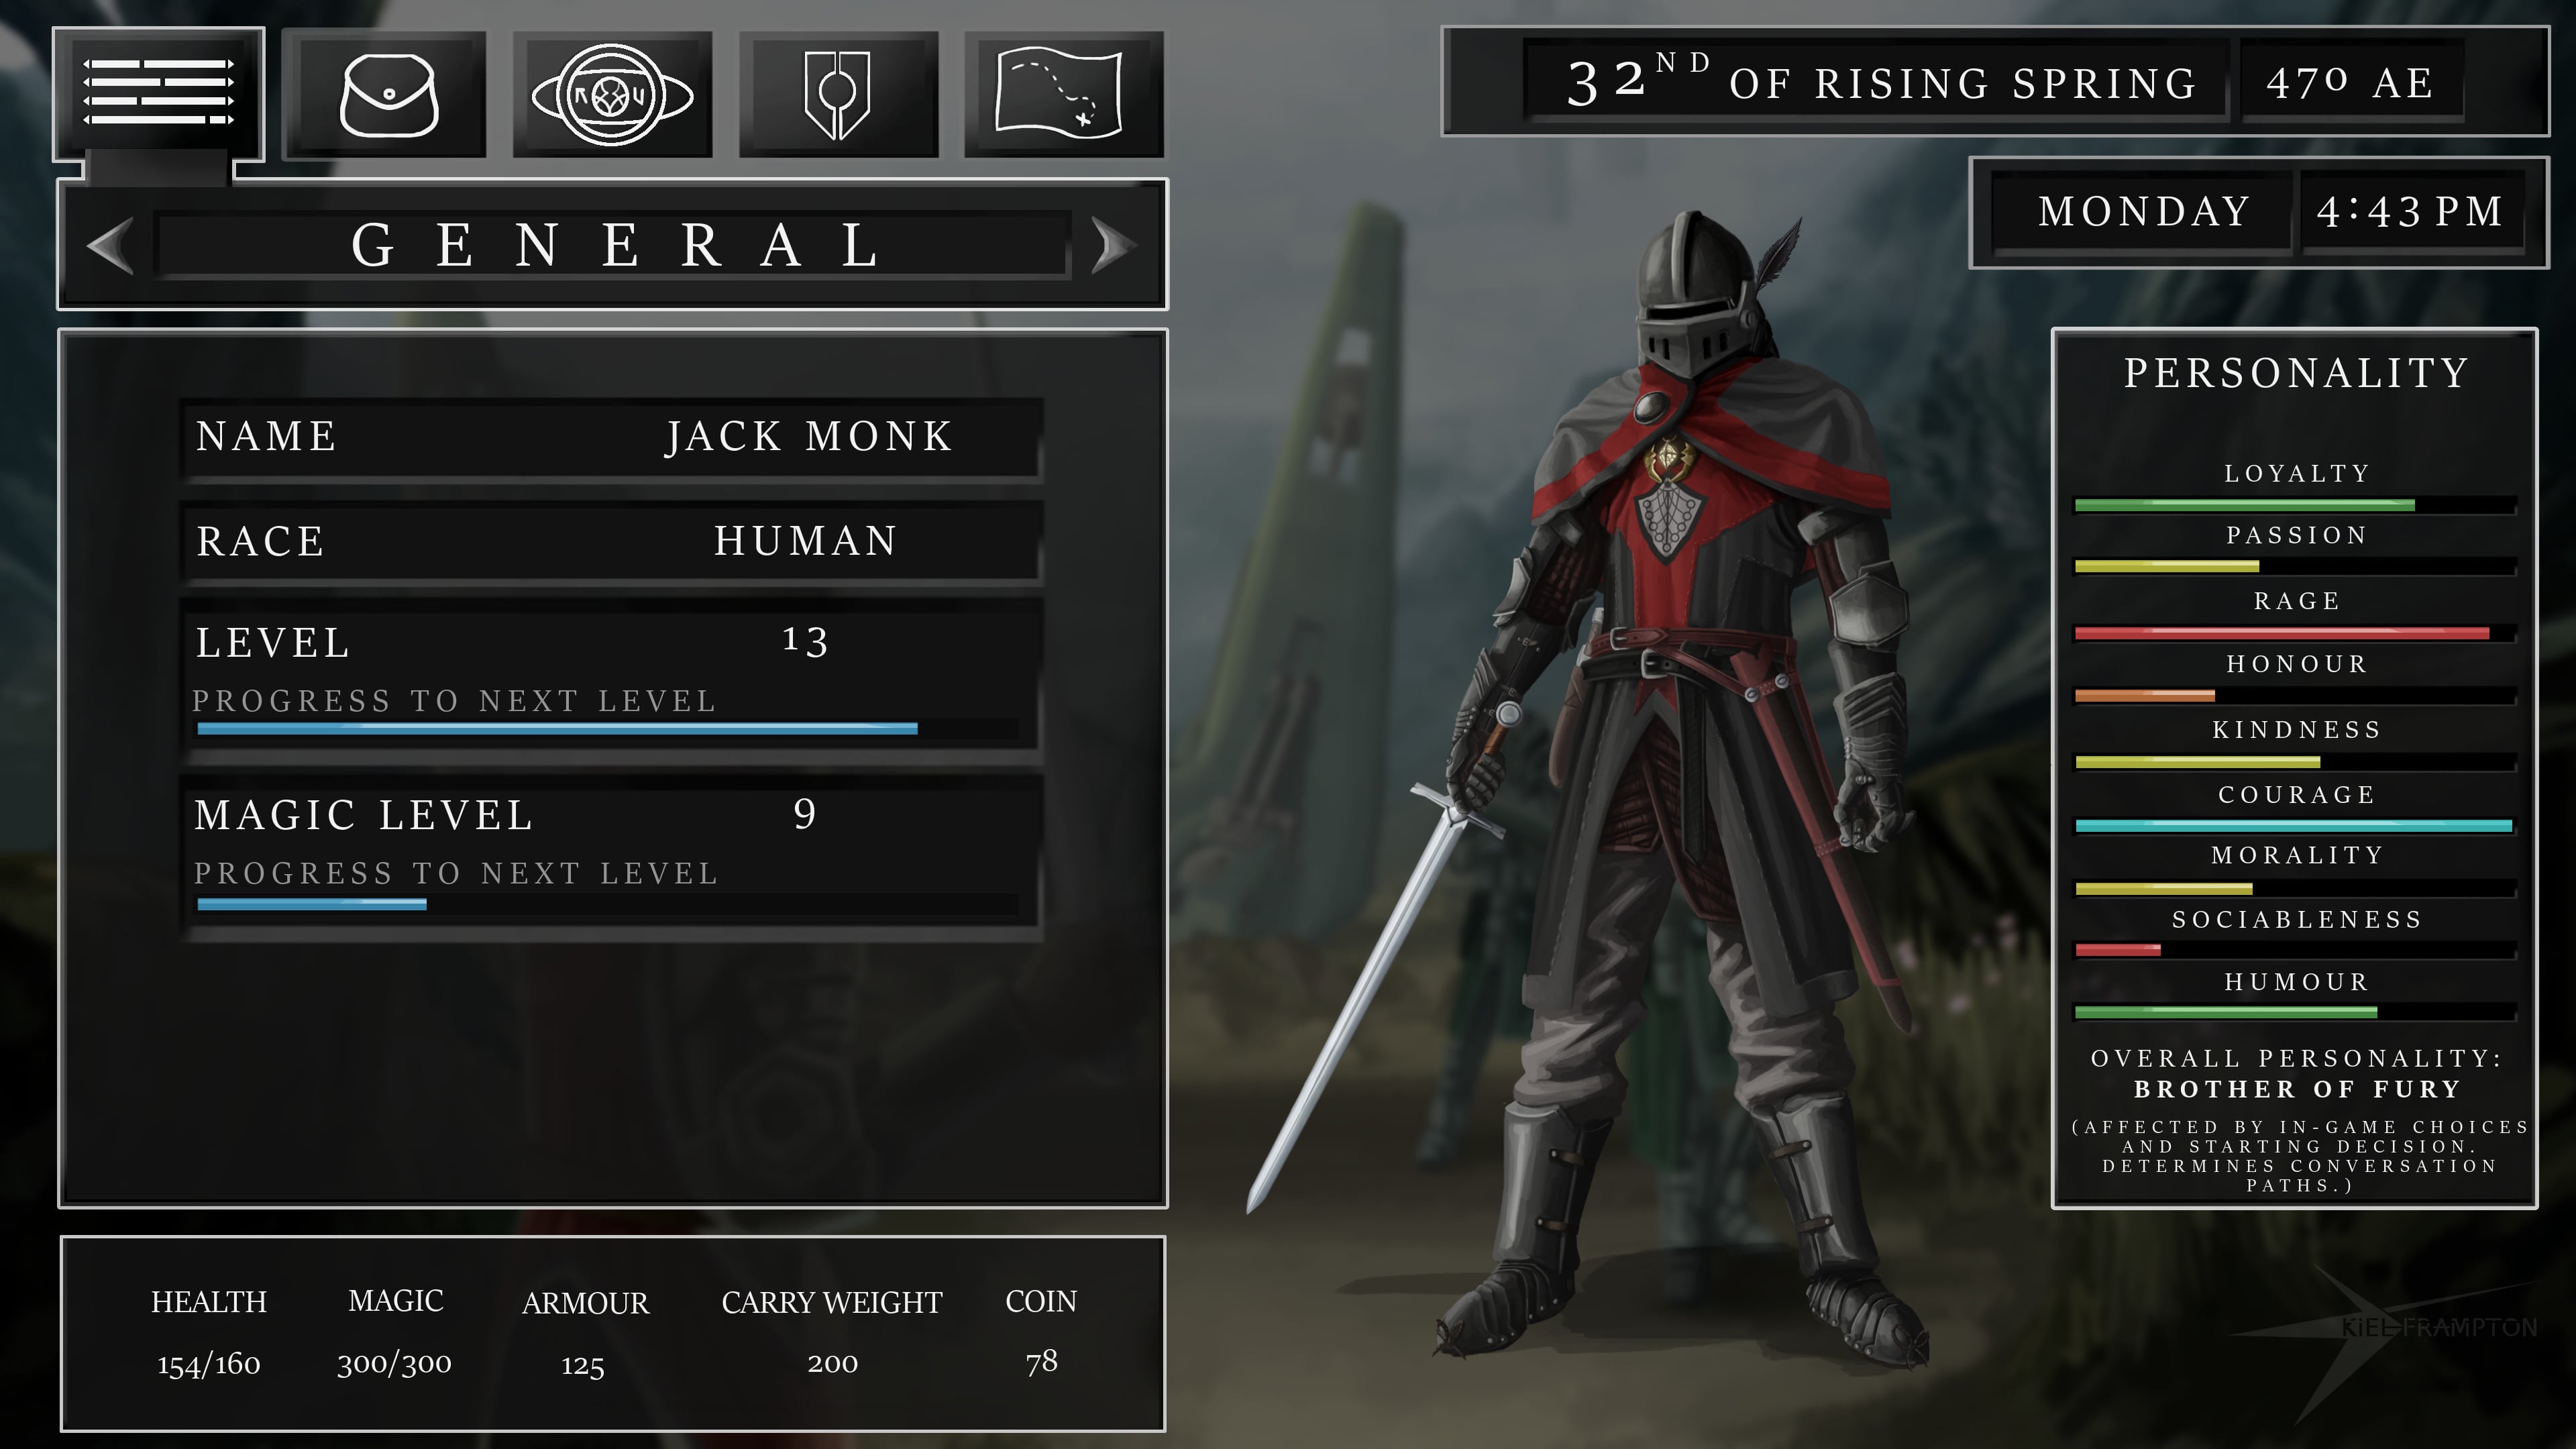 32ND OF RISING SPRING 470 AE
MONDAY 4:43 PM
GENERAL
NAME JACK MONK
RACE HUMAN
LEVEL 13
PROGRESS TO NEXT LEVEL
MAGIC LEVEL 9
PROGRESS TO NEXT LEVEL
HEALTH MAGIC ARMOUR CARRY WEIGHT COIN
154/160 300/300 125 200 78
PERSONALITY
LOYALTY
PASSION
RAGE
HONOUR
KINDNESS
COURAGE
MORALITY
SOCIABLENESS
HUMOUR
OVERALL PERSONALITY:
BROTHER OF FURY
(AFFECTED BY IN-GAME CHOICES
AND STARTING DECISION.
DETERMINES CONVERSATION
PATHS.)
KiEL FRAMPTON